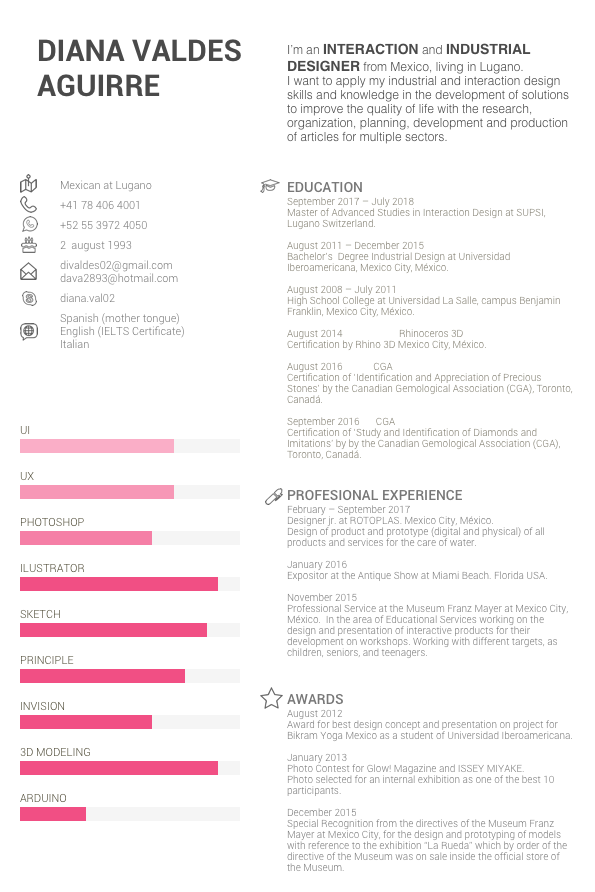 DIANA VALDES
AGUIRRE
I'm an INTERACTION and INDUSTRIAL
DESIGNER from Mexico, living in Lugano.
I want to apply my industrial and interaction design
skills and knowledge in the development of solutions
to improve the quality of life with the research,
organization, planning, development and production
of articles for multiple sectors.
Mexican at Lugano
+41 78 406 4001
+52 55 3972 4050
2 august 1993
divaldes02@gmail.com
dava2893@hotmail.com
diana.val02
Spanish (mother tongue)
English (IELTS Certificate)
Italian
UI
UX
PHOTOSHOP
ILUSTRATOR
SKETCH
PRINCIPLE
INVISION
3D MODELING
ARDUINO
EDUCATION
September 2017 – July 2018
Master of Advanced Studies in Interaction Design at SUPSI,
Lugano Switzerland.
August 2011 – December 2015
Bachelor's Degree Industrial Design at Universidad
Iberoamericana, Mexico City, México.
August 2008 – July 2011
High School College at Universidad La Salle, campus Benjamin
Franklin, Mexico City, México.
August 2014 Rhinoceros 3D
Certification by Rhino 3D Mexico City, México.
August 2016 CGA
Certification of 'Identification and Appreciation of Precious
Stones' by by the Canadian Gemological Association (CGA), Toronto,
Canadá.
September 2016 CGA
Certification of 'Study and Identification of Diamonds and
Imitations' by by the Canadian Gemological Association (CGA),
Toronto, Canadá.
PROFESIONAL EXPERIENCE
February – September 2017
Designer jr. at ROTOPLAS. Mexico City, México.
Design of product and prototype (digital and physical) of all
products and services for the care of water.
January 2016
Expositor at the Antique Show at Miami Beach. Florida USA.
November 2015
Professional Service at the Museum Franz Mayer at Mexico City,
México. In the area of Educational Services working on the
design and presentation of interactive products for their
development on workshops. Working with different targets, as
children, seniors, and teenagers.
AWARDS
August 2012
Award for best design concept and presentation on project for
Bikram Yoga Mexico as a student of Universidad Iberoamericana.
January 2013
Photo Contest for Glow! Magazine and ISSEY MIYAKE.
Photo selected for an internal exhibition as one of the best 10
participants.
December 2015
Special Recognition from the directives of the Museum Franz
Mayer at Mexico City, for the design and prototyping of models
with reference to the exhibition "La Rueda" which by order of the
directive of the Museum was on sale inside the official store of
the Museum.